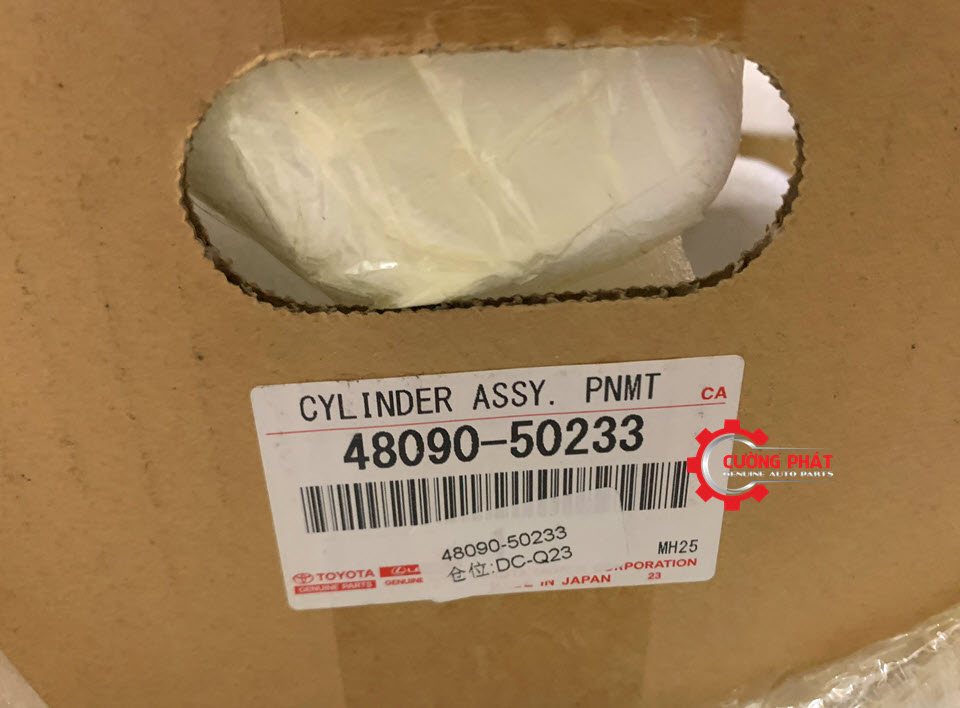 CYLINDER ASSY. PNMT
CA
48090-50233
CƯỜNG PHÁT
GENUINE AUTO PARTS
48090-50233
仓位:DC-Q23
MH25
TOYOTA
GENUINE PARTS
GENUINE
IN JAPAN
23